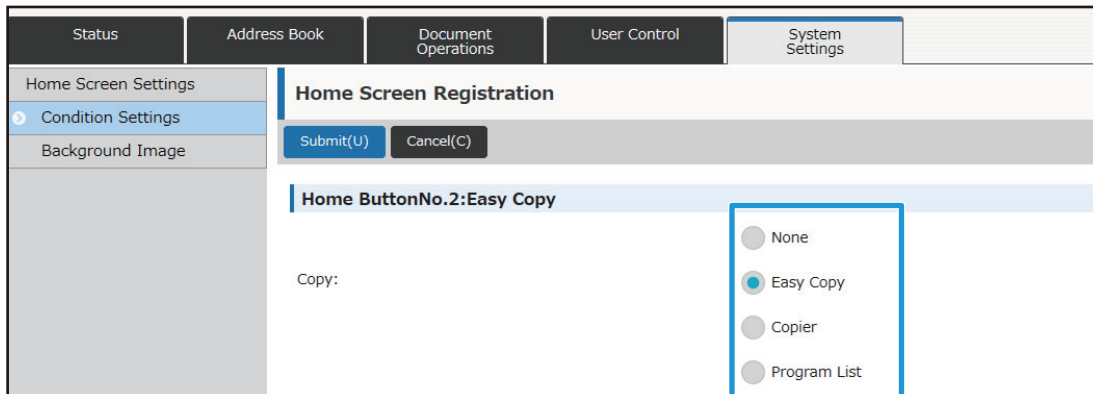 Status
Address Book
Document
Operations
User Control
System
Settings
Home Screen Settings
Condition Settings
Background Image
Home Screen Registration
Submit(U)
Cancel(C)
Home ButtonNo.2:Easy Copy
Copy:
None
Easy Copy
Copier
Program List